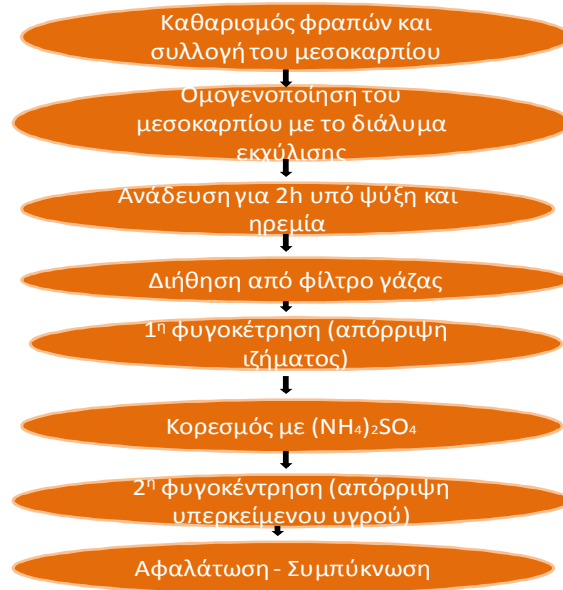 Καθαρισμός φραπών και
συλλογή του μεσοκαρπίου
Ομογενοποίηση του
μεσοκαρπίου με το διάλυμα
εκχύλισης
Ανάδευση για 2h υπό ψύξη και
ηρεμία
Διήθηση από φίλτρο γάζας
1η φυγοκέτρηση (απόρριψη
ιζήματος)
Κορεσμός με (NH₄)₂SO₄
2η φυγοκέντρηση (απόρριψη
υπερκείμενου υγρού)
Αφαλάτωση - Συμπύκνωση